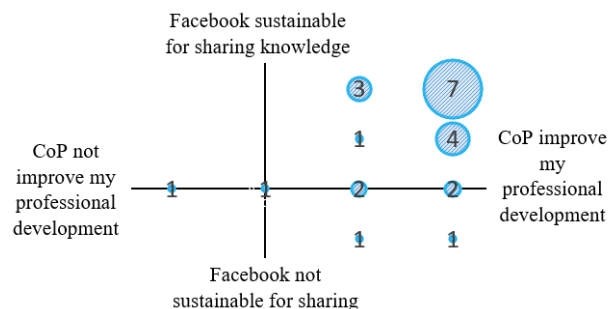 Facebook sustainable
for sharing knowledge
3
7
1
4
CoP not
improve my
professional
development
CoP improve
my
professional
development
1
1
2
2
1
1
Facebook not
sustainable for sharing